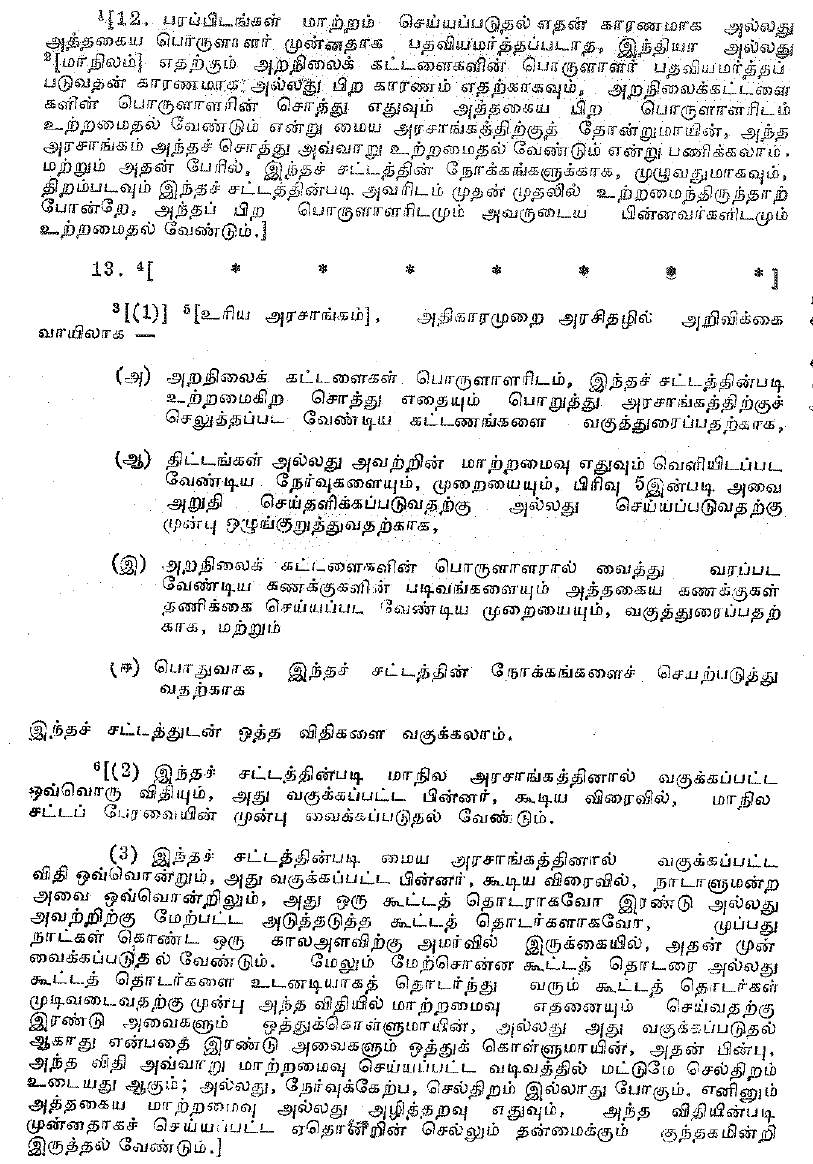 ¹[12. பரப்பிடங்கள் மாற்றம் செய்யப்படுதல் எதன் காரணமாக அல்லது
அத்தகைய பொருளாளர் முன்னதாக பதவியமர்த்தப்படாத, இந்தியா அல்லது
²[மாநிலம்] எதற்கும் அறநிலைக் கட்டளைகளின் பொருளாளர் பதவியமர்த்தப்
படுவதன் காரணமாக அல்லது பிற காரணம் எதற்காகவும், அறநிலைக்கட்டளை
களின் பொருளாளரின் சொத்து எதுவும் அத்தகைய பிற பொருளாளரிடம்
உற்றமைதல் வேண்டும் என்று மைய அரசாங்கத்திற்குத் தோன்றுமாயின், அந்த
அரசாங்கம் அந்தச் சொத்து அவ்வாறு உற்றமைதல் வேண்டும் என்று பணிக்கலாம்.
மற்றும் அதன் பேரில், இந்தச் சட்டத்தின் நோக்கங்களுக்காக, முழுவதுமாகவும்,
திறம்படவும் இந்தச் சட்டத்தின்படி அவரிடம் முதன் முதலில் உற்றமைந்திருந்தாற்
போன்றே, அந்தப் பிற பொருளாளரிடமும் அவருடைய பின்னவர்களிடமும்
உற்றமைதல் வேண்டும்.]
13. ⁴[ * * * * * * *]
³[(1)] ⁵[உரிய அரசாங்கம்], அதிகாரமுறை அரசிதழில் அறிவிக்கை
வாயிலாக —
(அ) அறநிலைக் கட்டளைகள் பொருளாளரிடம், இந்தச் சட்டத்தின்படி
உற்றமைகிற சொத்து எதையும் பொறுத்து அரசாங்கத்திற்குச்
செலுத்தப்பட வேண்டிய கட்டணங்களை வகுத்துரைப்பதற்காக,
(ஆ) திட்டங்கள் அல்லது அவற்றின் மாற்றமைவு எதுவும் வெளியிடப்பட
வேண்டிய நேர்வுகளையும், முறையையும், பிரிவு 5இன்படி அவை
அறுதி செய்தளிக்கப்படுவதற்கு அல்லது செய்யப்படுவதற்கு
முன்பு ஒழுங்குறுத்துவதற்காக,
(இ) அறநிலைக் கட்டளைகளின் பொருளாளரால் வைத்து வரப்பட
வேண்டிய கணக்குகளின் படிவங்களையும் அத்தகைய கணக்குகள்
தணிக்கை செய்யப்பட வேண்டிய முறையையும், வகுத்துரைப்பதற்
காக, மற்றும்
(ஈ) பொதுவாக, இந்தச் சட்டத்தின் நோக்கங்களைச் செயற்படுத்து
வதற்காக
இந்தச் சட்டத்துடன் ஒத்த விதிகளை வகுக்கலாம்.
⁶[(2) இந்தச் சட்டத்தின்படி மாநில அரசாங்கத்தினால் வகுக்கப்பட்ட
ஒவ்வொரு விதியும், அது வகுக்கப்பட்ட பின்னர், கூடிய விரைவில், மாநில
சட்டப் பேரவையின் முன்பு வைக்கப்படுதல் வேண்டும்.
(3) இந்தச் சட்டத்தின்படி மைய அரசாங்கத்தினால் வகுக்கப்பட்ட
விதி ஒவ்வொன்றும், அது வகுக்கப்பட்ட பின்னர், கூடிய விரைவில், நாடாளுமன்ற
அவை ஒவ்வொன்றிலும், அது ஒரு கூட்டத் தொடராகவோ இரண்டு அல்லது
அவற்றிற்கு மேற்பட்ட அடுத்தடுத்த கூட்டத் தொடர்களாகவோ, முப்பது
நாட்கள் கொண்ட ஒரு காலஅளவிற்கு அமர்வில் இருக்கையில், அதன் முன்
வைக்கப்படுதல் வேண்டும். மேலும் மேற்சொன்ன கூட்டத் தொடரை அல்லது
கூட்டத் தொடர்களை உடனடியாகத் தொடர்ந்து வரும் கூட்டத் தொடர்கள்
முடிவடைவதற்கு முன்பு அந்த விதியில் மாற்றமைவு எதனையும் செய்வதற்கு
இரண்டு அவைகளும் ஒத்துக்கொள்ளுமாயின், அல்லது அது வகுக்கப்படுதல்
ஆகாது என்பதை இரண்டு அவைகளும் ஒத்துக் கொள்ளுமாயின், அதன் பின்பு,
அந்த விதி அவ்வாறு மாற்றமைவு செய்யப்பட்ட வடிவத்தில் மட்டுமே செல்திறம்
உடையது ஆகும்; அல்லது, நேர்வுக்கேற்ப, செல்திறம் இல்லாது போகும். எனினும்
அத்தகைய மாற்றமைவு அல்லது அழித்தறவு எதுவும், அந்த விதியின்படி
முன்னதாகச் செய்யப்பட்ட ஏதொன்றின் செல்லும் தன்மைக்கும் குந்தகமின்றி
இருத்தல் வேண்டும்.]